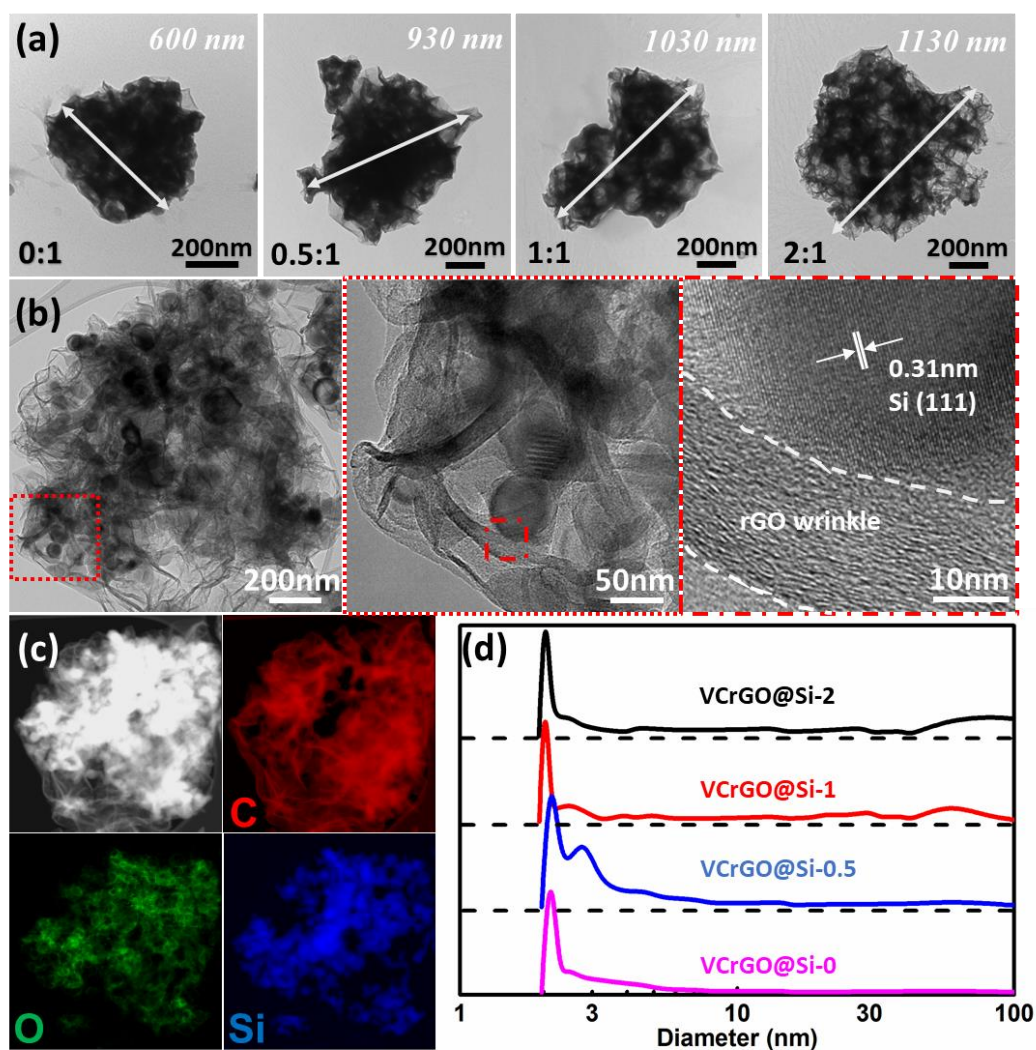 (a)
600 nm
930 nm
1030 nm
1130 nm
0:1
200nm
0.5:1
200nm
1:1
200nm
2:1
200nm
(b)
200nm
50nm
0.31nm
Si (111)
rGO wrinkle
10nm
(c)
C
O
Si
(d)
VCrGO@Si-2
VCrGO@Si-1
VCrGO@Si-0.5
VCrGO@Si-0
1
3
10
30
100
Diameter (nm)